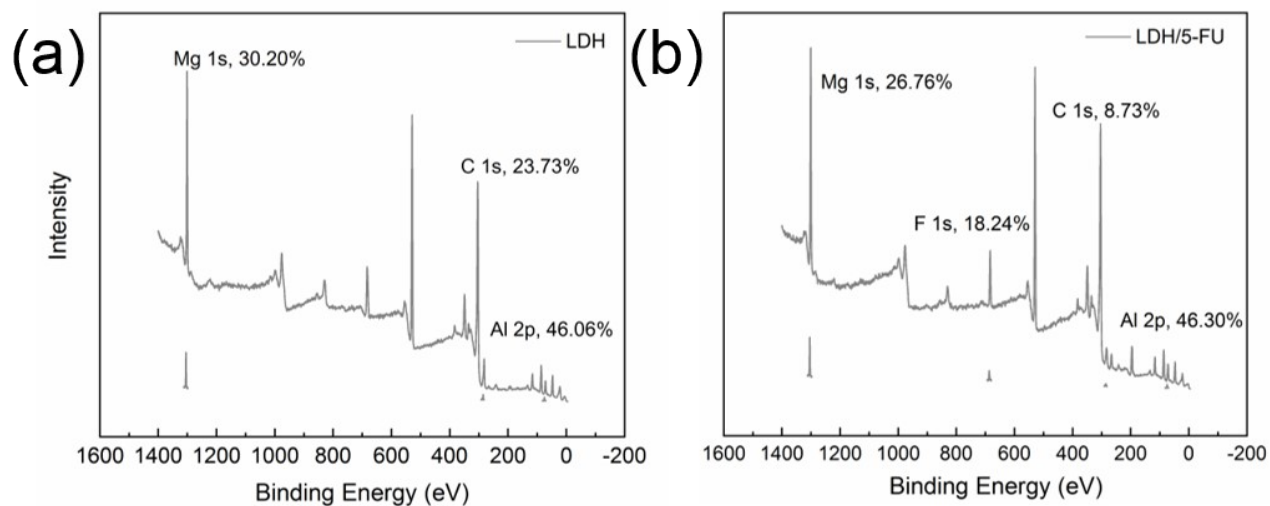 (a)
LDH
Mg 1s, 30.20%
C 1s, 23.73%
Al 2p, 46.06%
Intensity
1600 1400 1200 1000 800 600 400 200 0 -200
Binding Energy (eV)
(b)
LDH/5-FU
Mg 1s, 26.76%
C 1s, 8.73%
F 1s, 18.24%
Al 2p, 46.30%
1600 1400 1200 1000 800 600 400 200 0 -200
Binding Energy (eV)